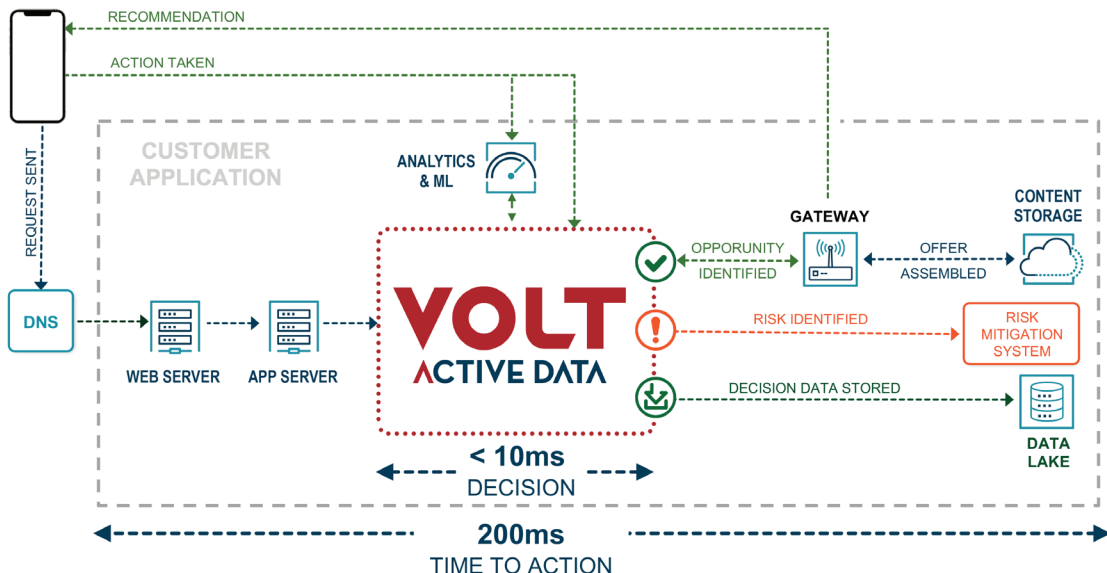 RECOMMENDATION
ACTION TAKEN
REQUEST SENT
CUSTOMER
APPLICATION
ANALYTICS
& ML
GATEWAY
CONTENT
STORAGE
OPPORUNITY
IDENTIFIED
OFFER
ASSEMBLED
DNS
VOLT
ACTIVE DATA
RISK IDENTIFIED
RISK
MITIGATION
SYSTEM
WEB SERVER
APP SERVER
DECISION DATA STORED
DATA
LAKE
< 10ms
DECISION
200ms
TIME TO ACTION